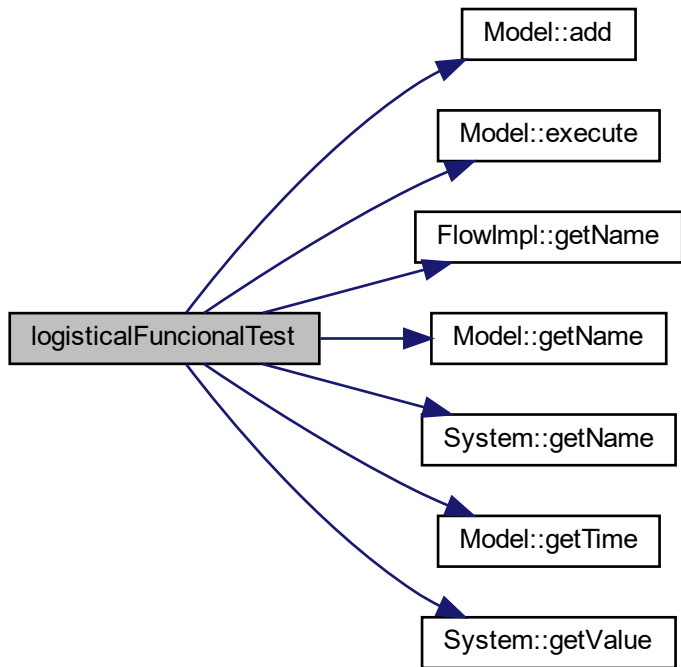 Model::add
Model::execute
FlowImpl::getName
logisticalFuncionalTest
Model::getName
System::getName
Model::getTime
System::getValue